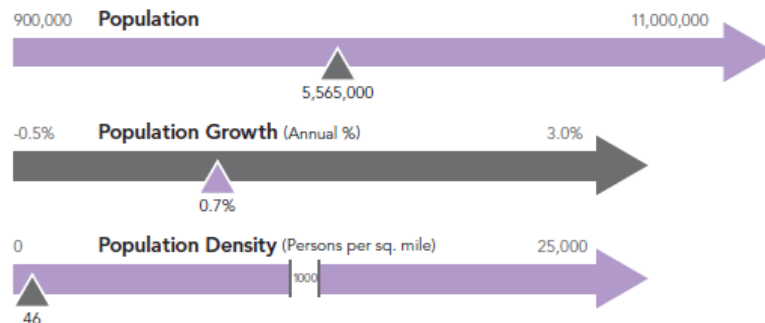 900,000 Population 11,000,000
5,565,000
-0.5% Population Growth (Annual %) 3.0%
0.7%
0 Population Density (Persons per sq. mile) 25,000
1000
46